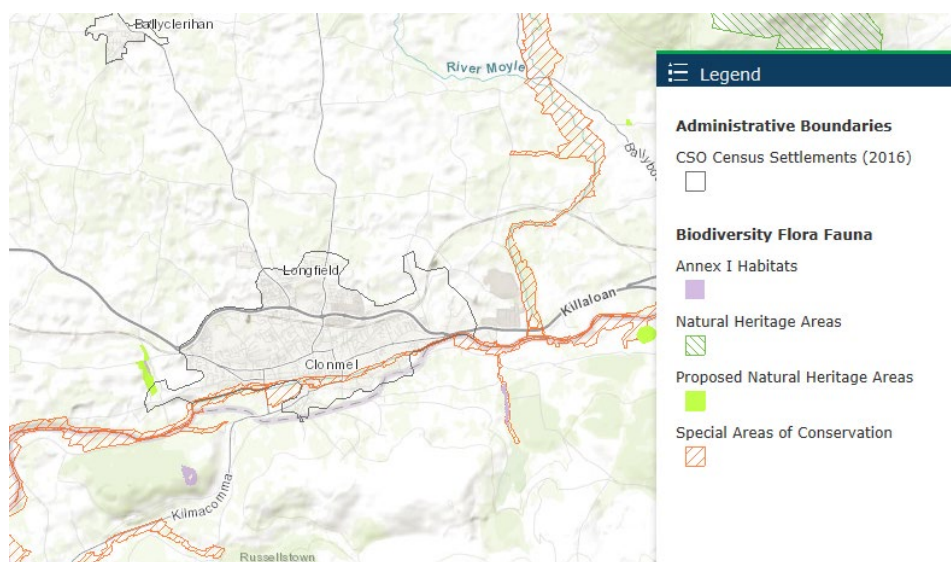 Ballyclerihan
River Moyle
Ballybo
Longfield
Killaloan
Clonmel
Kilmacomma
Russellstown
Legend
Administrative Boundaries
CSO Census Settlements (2016)
Biodiversity Flora Fauna
Annex I Habitats
Natural Heritage Areas
Proposed Natural Heritage Areas
Special Areas of Conservation